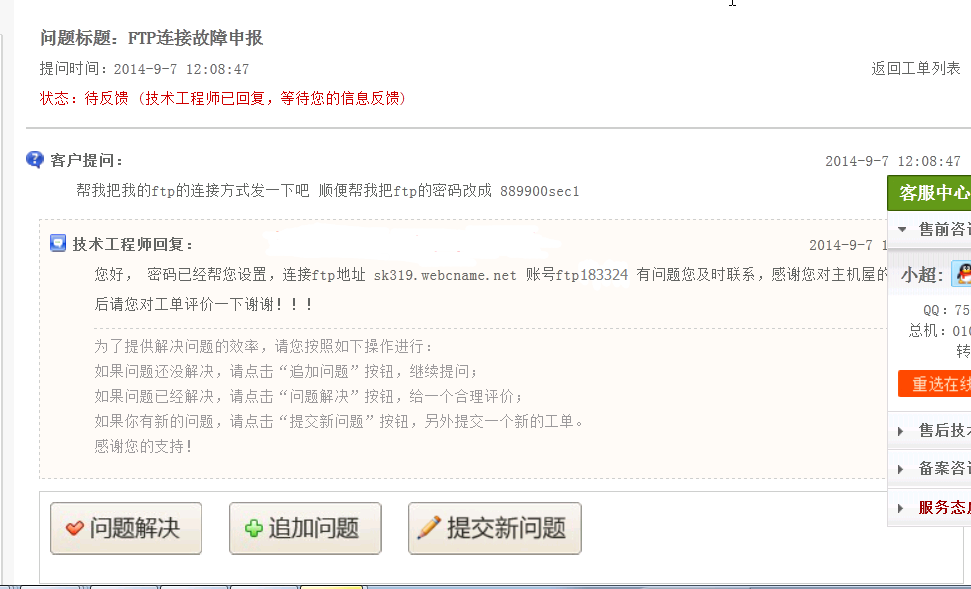 问题标题：FTP连接故障申报
提问时间：2014-9-7 12:08:47
返回工单列表
状态：待反馈 (技术工程师已回复，等待您的信息反馈)
客户提问：
2014-9-7 12:08:47
帮我把我的ftp的连接方式发一下吧 顺便帮我把ftp的密码改成 889900sec1
技术工程师回复：
2014-9-7 1
您好， 密码已经帮您设置，连接ftp地址 sk319.webcname.net 账号ftp183324 有问题您及时联系，感谢您对主机屋的
后请您对工单评价一下谢谢！！！
为了提供解决问题的效率，请您按照如下操作进行：
如果问题还没解决，请点击“追加问题”按钮，继续提问；
如果问题已经解决，请点击“问题解决”按钮，给一个合理评价；
如果你有新的问题，请点击“提交新问题”按钮，另外提交一个新的工单。
感谢您的支持！
问题解决
追加问题
提交新问题
客服中心
售前咨
小超：
QQ：75
总机：010
转
重选在线
售后技
备案咨
服务态